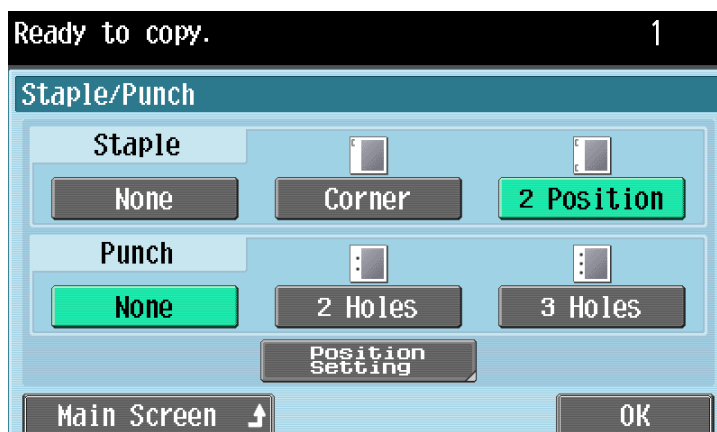 Ready to copy. 1
Staple/Punch
Staple
None Corner 2 Position
Punch
None 2 Holes 3 Holes
Position
Setting
Main Screen OK